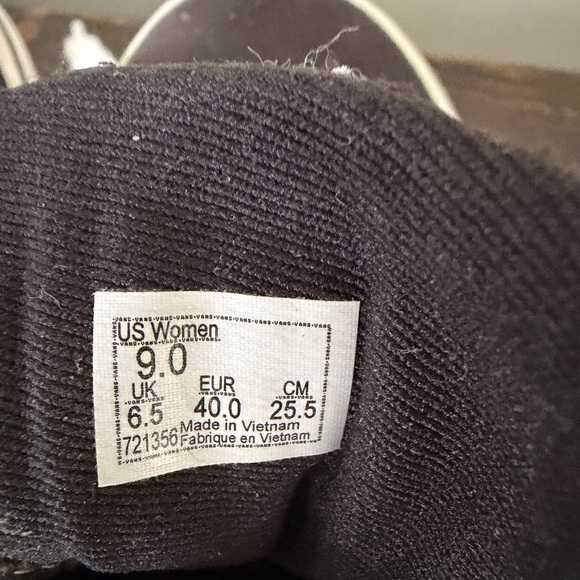 US Women
9.0
UK EUR CM
6.5 40.0 25.5
721356 Made in Vietnam
Fabrique en Vietnam